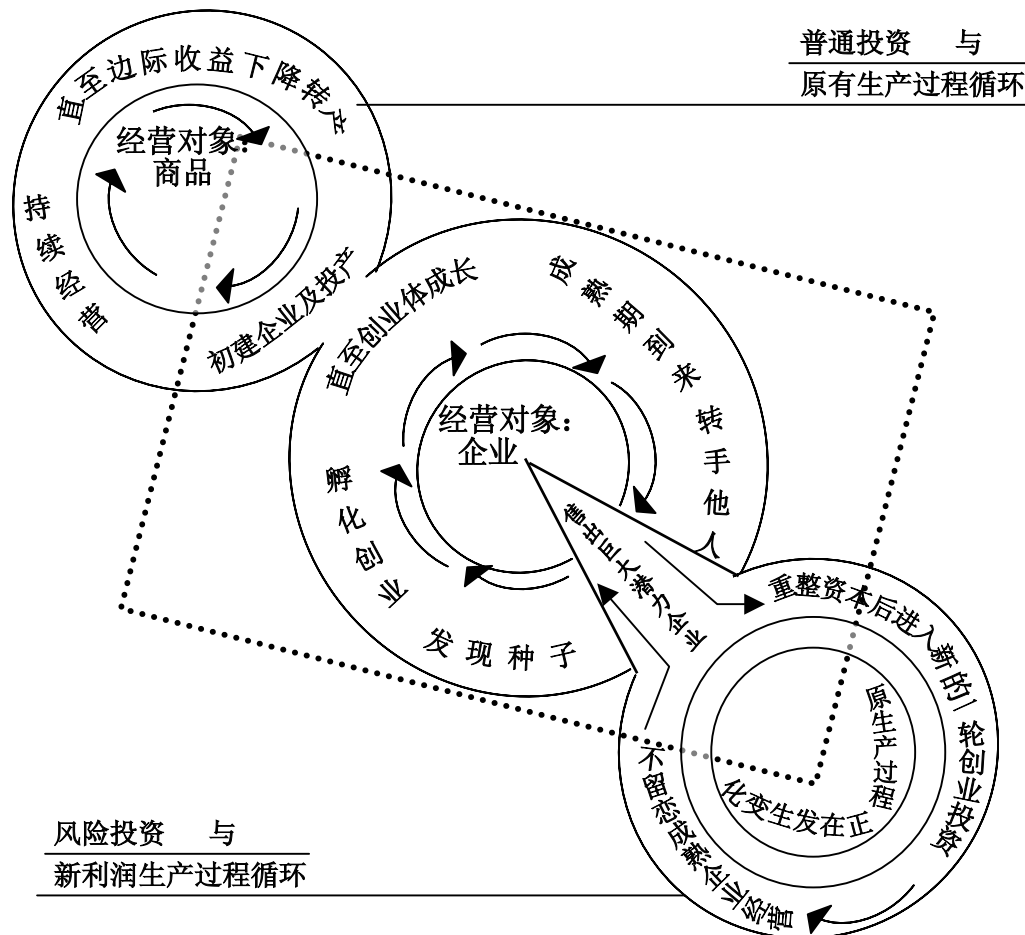 普通投资 与
原有生产过程循环
直至边际收益下降转产
经营对象:
商品
持续经营
初建企业及投产
直至创业体成长
成熟期到来转手他人
经营对象：
企业
孵化创业
发现种子
售出巨大潜力企业
重整资本后进入新的一轮创业投资
原生产过程
正在发生变化
不留恋成熟企业经营
风险投资 与
新利润生产过程循环